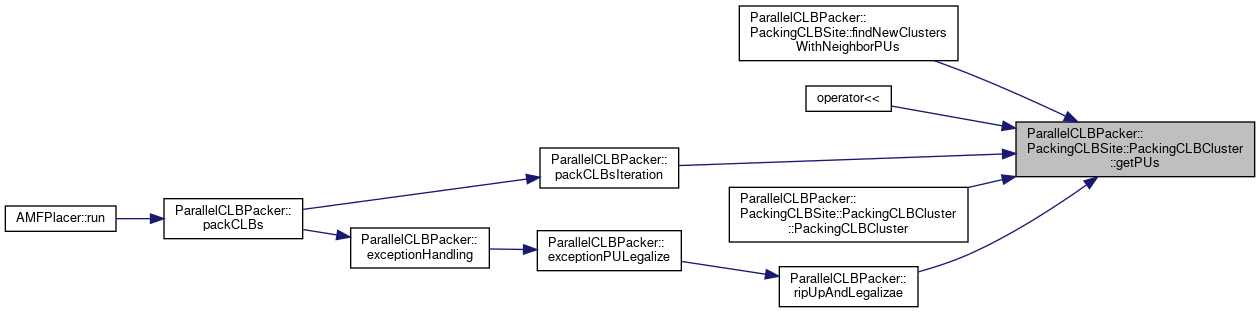 ParallelCLBPacker::
PackingCLBSite::findNewClusters
WithNeighborPUs
operator<<
ParallelCLBPacker::
PackingCLBSite::PackingCLBCluster
::getPUs
ParallelCLBPacker::
packCLBsIteration
ParallelCLBPacker::
PackingCLBSite::PackingCLBCluster
::PackingCLBCluster
AMFPlacer::run
ParallelCLBPacker::
packCLBs
ParallelCLBPacker::
exceptionHandling
ParallelCLBPacker::
exceptionPULegalize
ParallelCLBPacker::
ripUpAndLegalizae